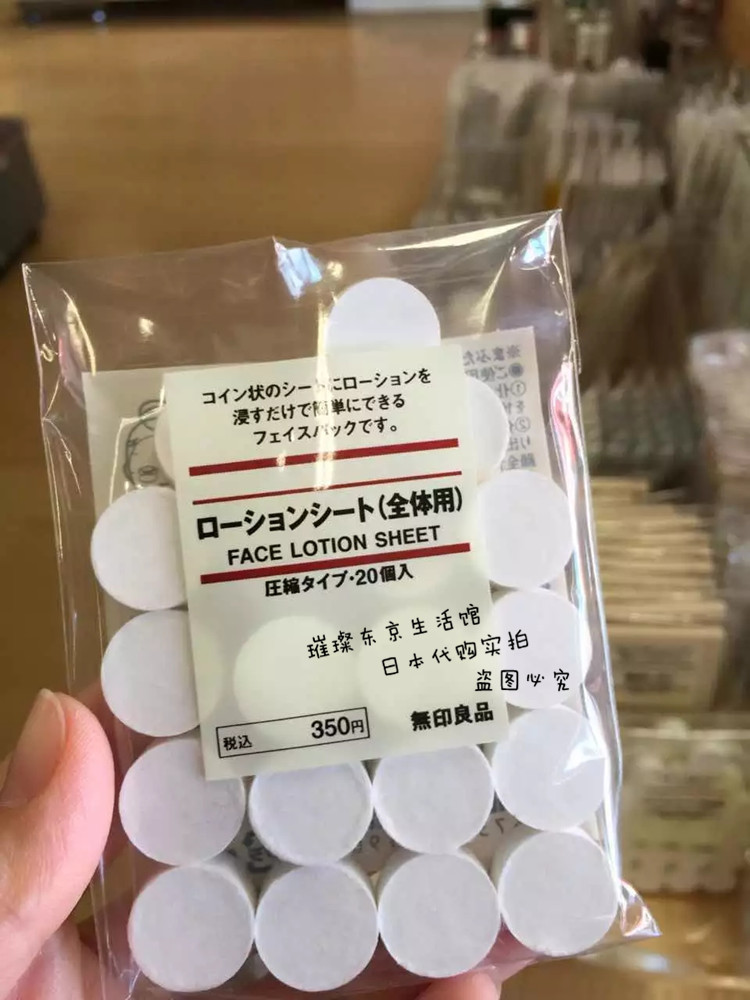 コイン状のシートにローションを
浸すだけで簡単にできる
フェイスパックです。
ローションシート(全体用)
FACE LOTION SHEET
圧縮タイプ・20個入
璀璨东京生活馆
日本代购实拍
盗图必究
税込 350円
無印良品